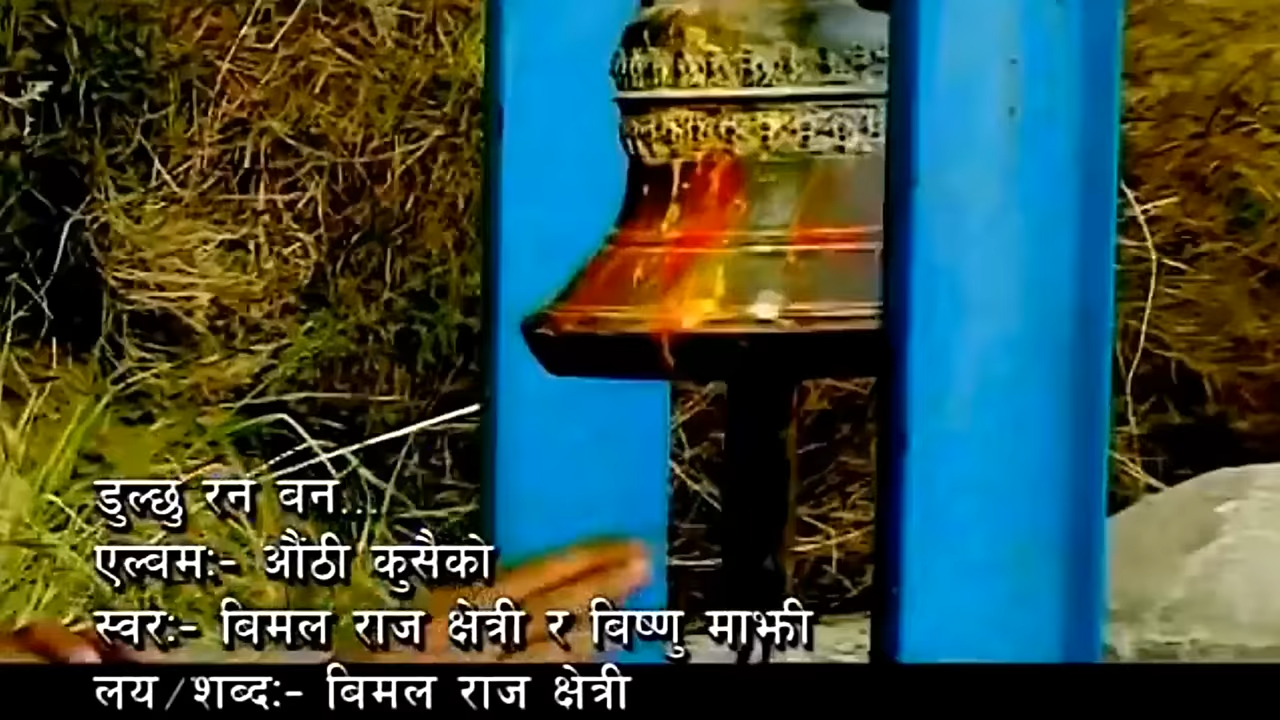 डुल्छु रन वन....
एल्वमः- औंठी कुसैको
स्वरः- बिमल राज क्षेत्री र विष्णु माझी
लय/शब्दः- बिमल राज क्षेत्री